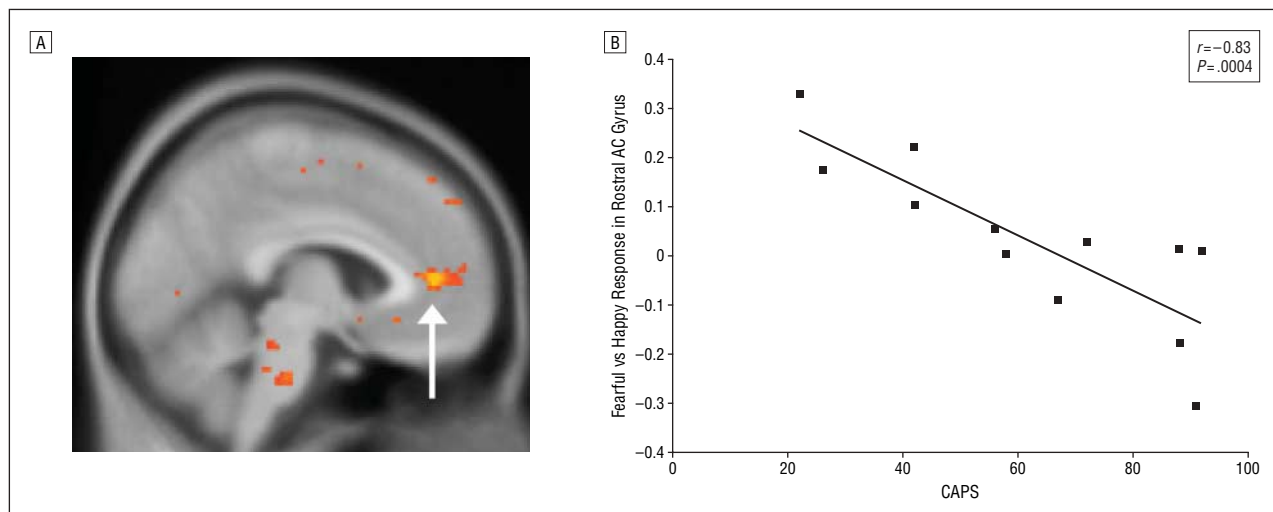 A
B
r=−0.83
P=.0004
Fearful vs Happy Response in Rostral AC Gyrus
0.4
0.3
0.2
0.1
0
−0.1
−0.2
−0.3
−0.4
0 20 40 60 80 100
CAPS